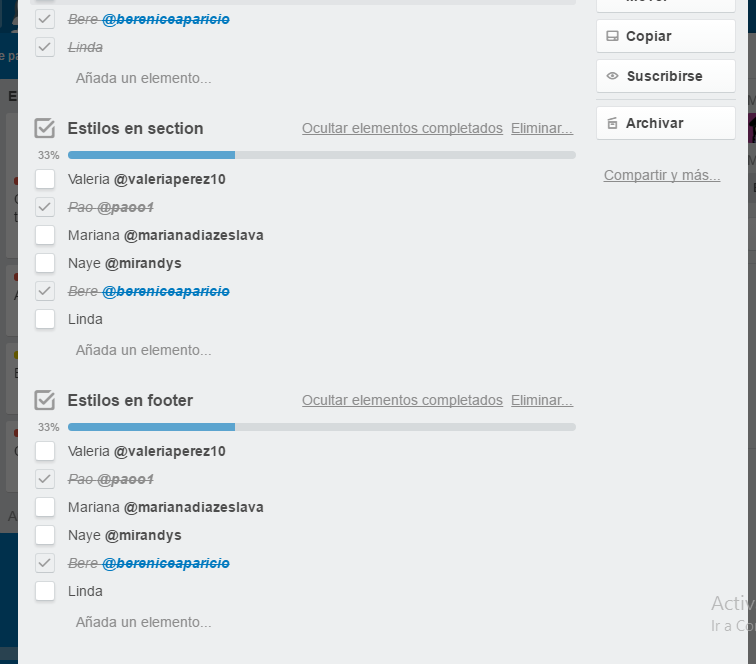 Bere @bereniceaparicio
Linda
Añada un elemento...
Copiar
Suscribirse
Archivar
Compartir y más...
Estilos en section
Ocultar elementos completados Eliminar...
33%
Valeria @valeriaperez10
Pao @paoo1
Mariana @marianadiazeslava
Naye @mirandys
Bere @bereniceaparicio
Linda
Añada un elemento...
Estilos en footer
Ocultar elementos completados Eliminar...
33%
Valeria @valeriaperez10
Pao @paoo1
Mariana @marianadiazeslava
Naye @mirandys
Bere @bereniceaparicio
Linda
Añada un elemento...
Activ
Ir a Co